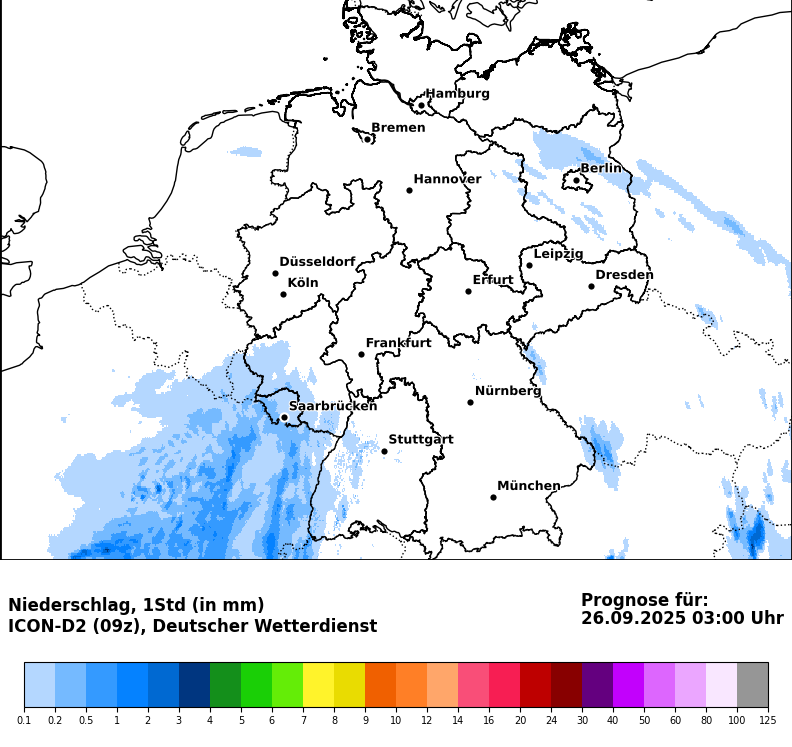 Hamburg
Bremen
Berlin
Hannover
Leipzig
Düsseldorf
Dresden
Köln
Erfurt
Frankfurt
Nürnberg
Saarbrücken
Stuttgart
München
Niederschlag, 1Std (in mm)
ICON-D2 (09z), Deutscher Wetterdienst
Prognose für:
26.09.2025 03:00 Uhr
0.1 0.2 0.5 1 2 3 4 5 6 7 8 9 10 12 14 16 20 24 30 40 50 60 80 100 125